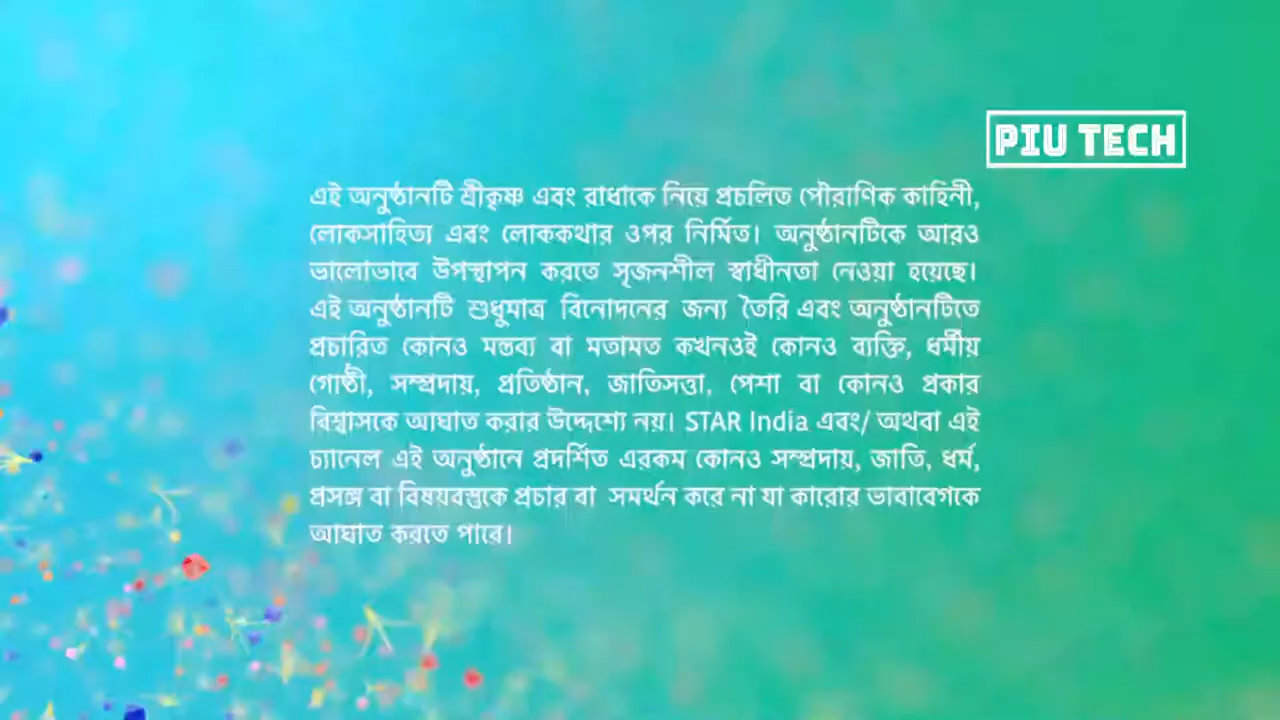 PIU TECH
এই অনুষ্ঠানটি শ্রীকৃষ্ণ এবং রাধাকে নিয়ে প্রচলিত পৌরাণিক কাহিনী,
লোকসাহিত্য এবং লোককথার ওপর নির্মিত। অনুষ্ঠানটিকে আরও
ভালোভাবে উপস্থাপন করতে সৃজনশীল স্বাধীনতা নেওয়া হয়েছে।
এই অনুষ্ঠানটি শুধুমাত্র বিনোদনের জন্য তৈরি এবং অনুষ্ঠানটিতে
প্রচারিত কোনও মন্তব্য বা মতামত কখনওই কোনও ব্যক্তি, ধর্মীয়
গোষ্ঠী, সম্প্রদায়, প্রতিষ্ঠান, জাতিসত্তা, পেশা বা কোনও প্রকার
বিশ্বাসকে আঘাত করার উদ্দেশ্যে নয়। STAR India এবং/ অথবা এই
চ্যানেল এই অনুষ্ঠানে প্রদর্শিত এরকম কোনও সম্প্রদায়, জাতি, ধর্ম,
প্রসঙ্গ বা বিষয়বস্তুকে প্রচার বা সমর্থন করে না যা কারোর ভাবাবেগকে
আঘাত করতে পারে।